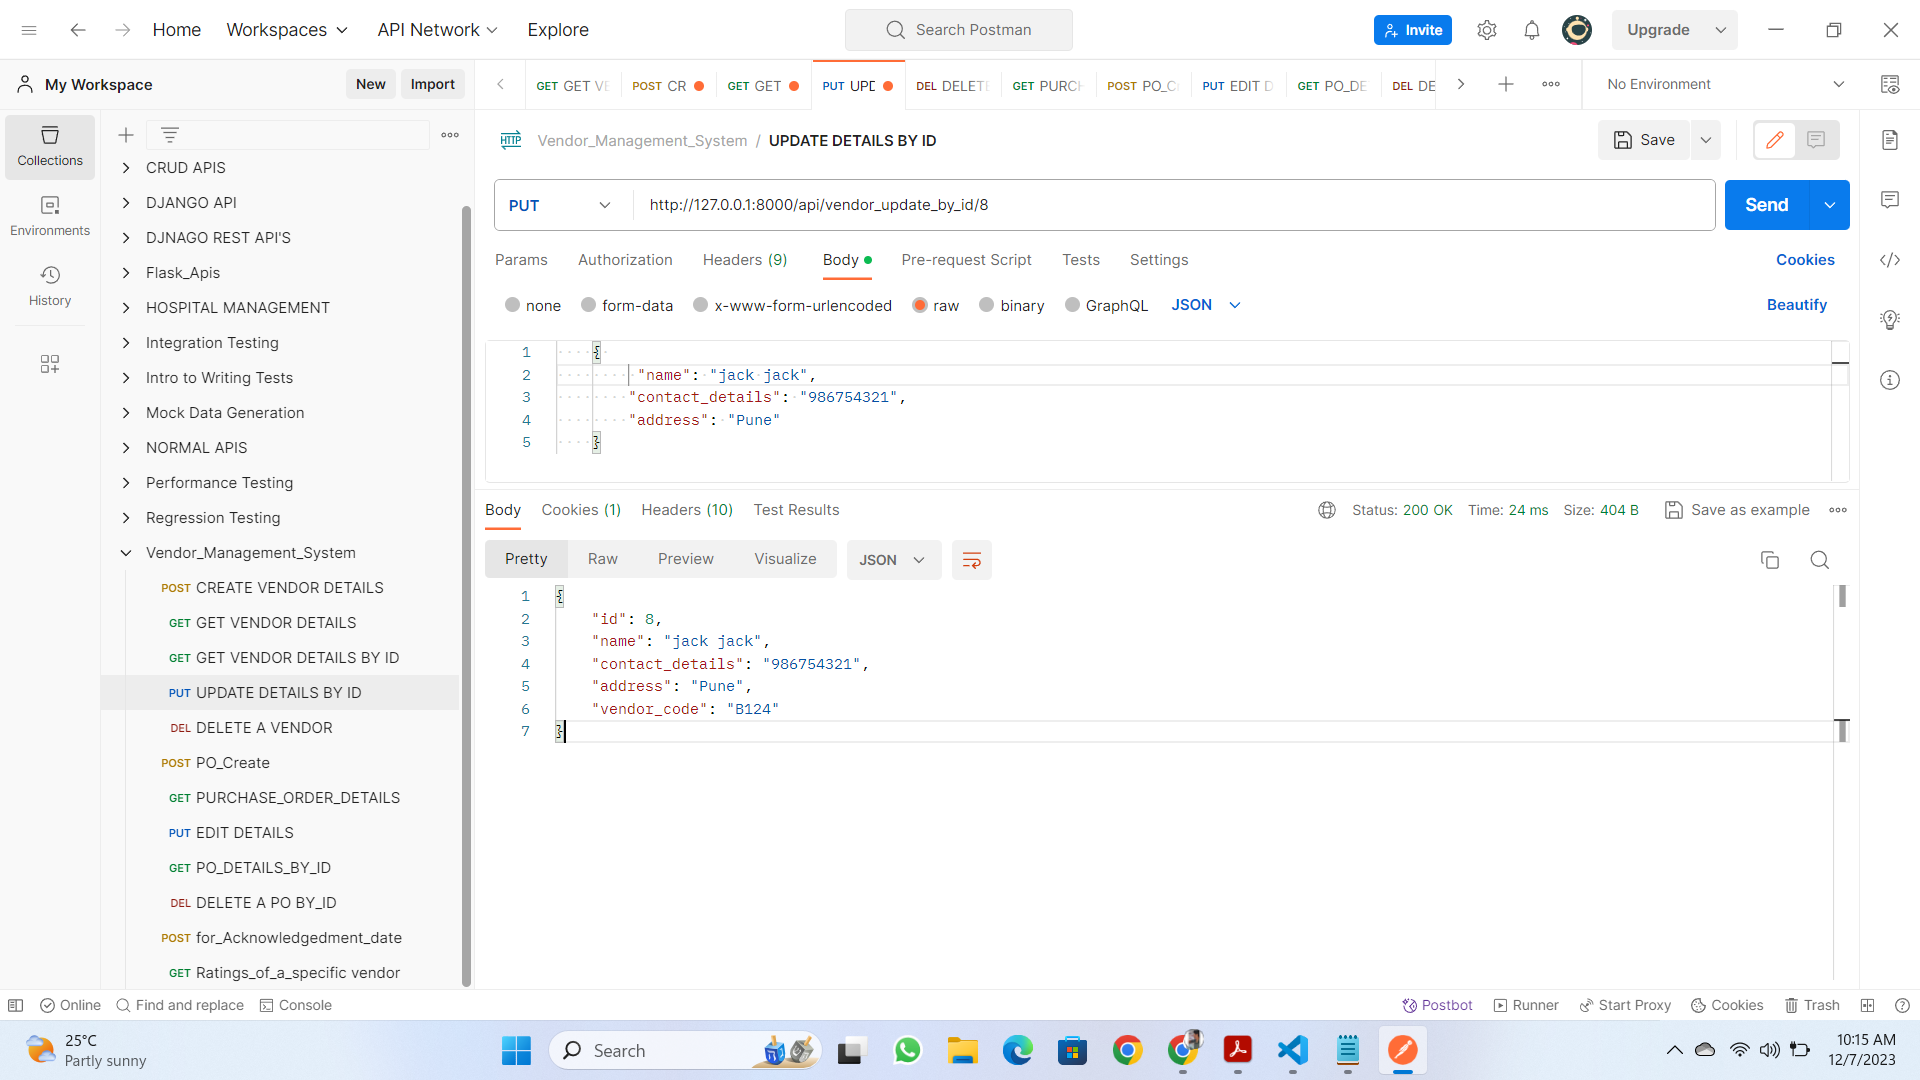 Home
Workspaces
API Network
Explore
Search Postman
Invite
Upgrade
My Workspace
New
Import
GET GET VE
POST CR
GET GET
PUT UPD
DEL DELETE
GET PURCH
POST PO_C
PUT EDIT D
GET PO_DE
DEL DE
No Environment
Collections
Environments
History
CRUD APIS
DJANGO API
DJNAGO REST API'S
Flask_Apis
HOSPITAL MANAGEMENT
Integration Testing
Intro to Writing Tests
Mock Data Generation
NORMAL APIS
Performance Testing
Regression Testing
Vendor_Management_System
POST CREATE VENDOR DETAILS
GET GET VENDOR DETAILS
GET GET VENDOR DETAILS BY ID
PUT UPDATE DETAILS BY ID
DEL DELETE A VENDOR
POST PO_Create
GET PURCHASE_ORDER_DETAILS
PUT EDIT DETAILS
GET PO_DETAILS_BY_ID
DEL DELETE A PO BY_ID
POST for_Acknowledgedment_date
GET Ratings_of_a_specific vendor
HTTP Vendor_Management_System / UPDATE DETAILS BY ID
Save
PUT http://127.0.0.1:8000/api/vendor_update_by_id/8
Send
Params Authorization Headers (9) Body Pre-request Script Tests Settings
Cookies
none form-data x-www-form-urlencoded raw binary GraphQL JSON
Beautify
1 {
2 "name": "jack jack",
3 "contact_details": "986754321",
4 "address": "Pune"
5 }
Body Cookies (1) Headers (10) Test Results
Status: 200 OK Time: 24 ms Size: 404 B
Save as example
Pretty Raw Preview Visualize JSON
1 {
2 "id": 8,
3 "name": "jack jack",
4 "contact_details": "986754321",
5 "address": "Pune",
6 "vendor_code": "B124"
7 }
Online
Find and replace
Console
Postbot
Runner
Start Proxy
Cookies
Trash
25°C
Partly sunny
Search
10:15 AM
12/7/2023